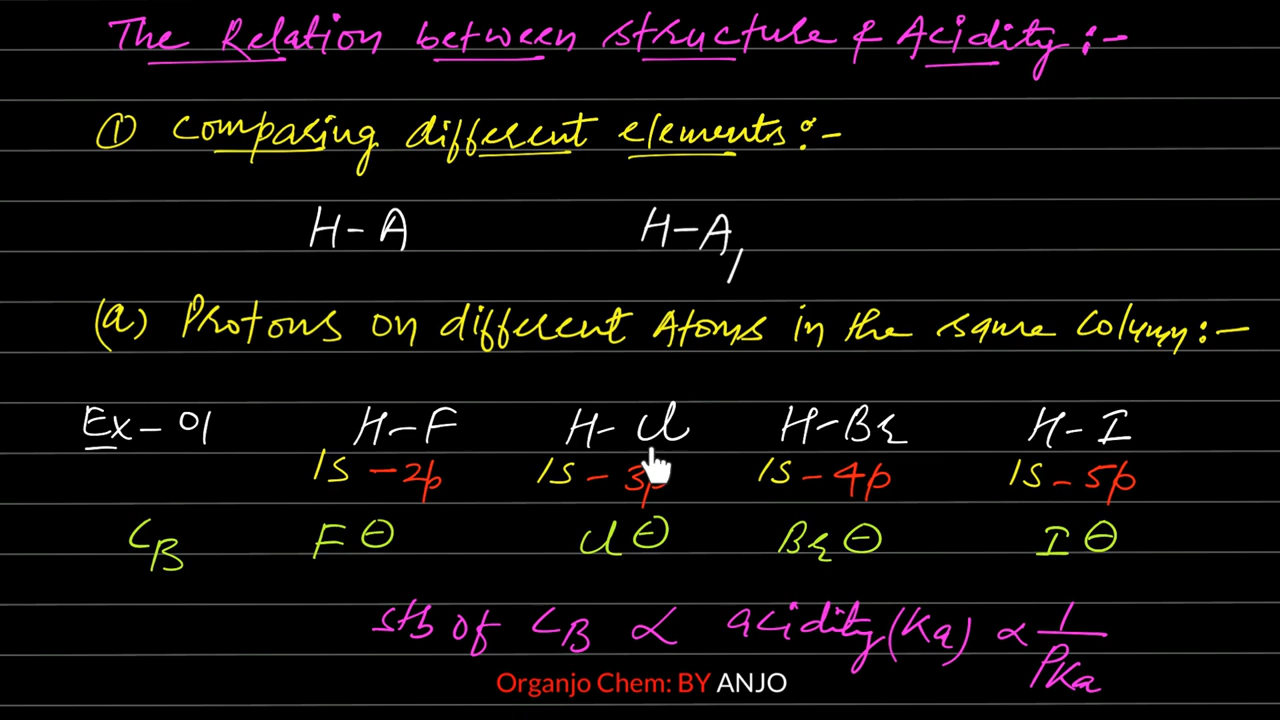 The Relation between structure & Acidity:-
① Comparing different elements:-
H-A H-A,
(a) Protons on different Atoms in the same column:-
Ex-01 H-F H-Cl H-Br H-I
1S-2p 1S-3p 1S-4p 1S-5p
CB F⊖ Cl⊖ Br⊖ I⊖
stb of CB ∝ acidity(Ka) ∝ 1/PKa
Organjo Chem: BY ANJO